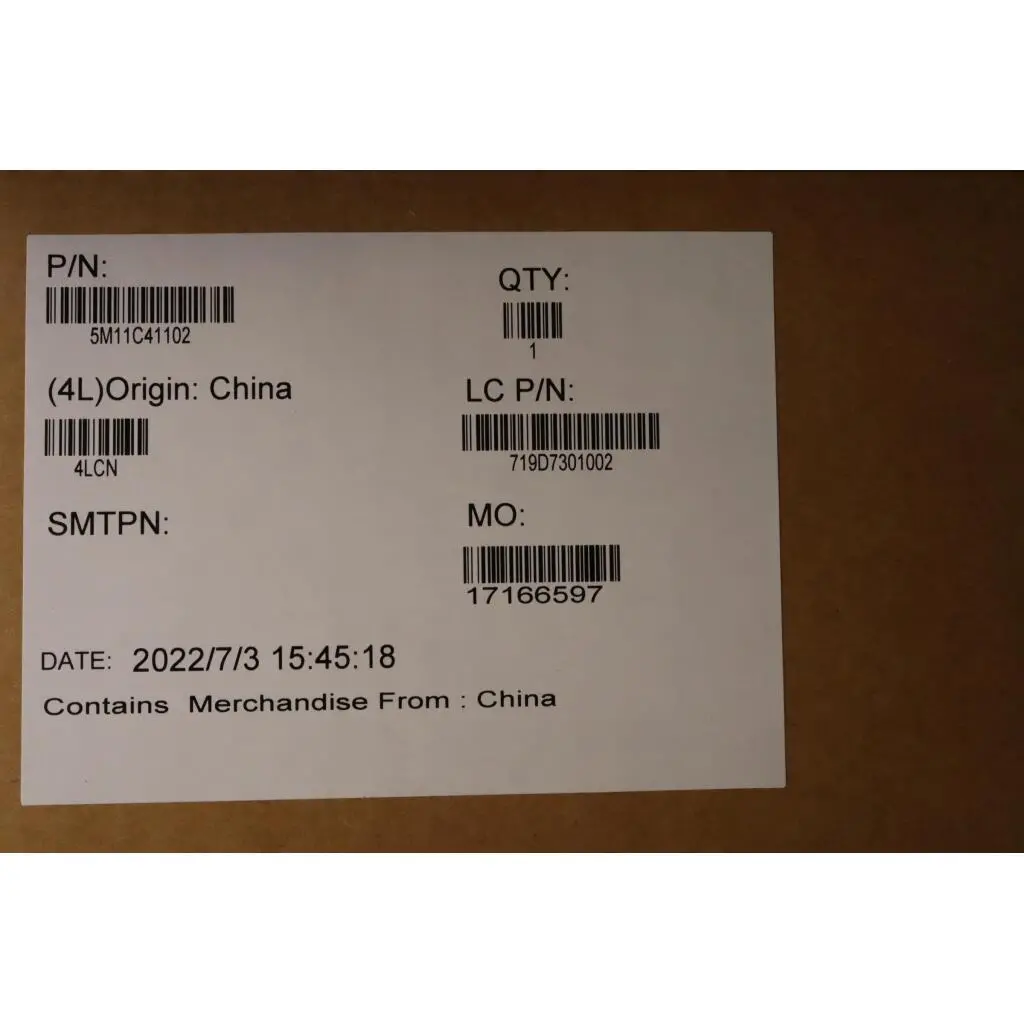 P/N:
5M11C41102
QTY:
1
(4L)Origin: China
4LCN
LC P/N:
719D7301002
SMTPN:
MO:
17166597
DATE: 2022/7/3 15:45:18
Contains Merchandise From : China